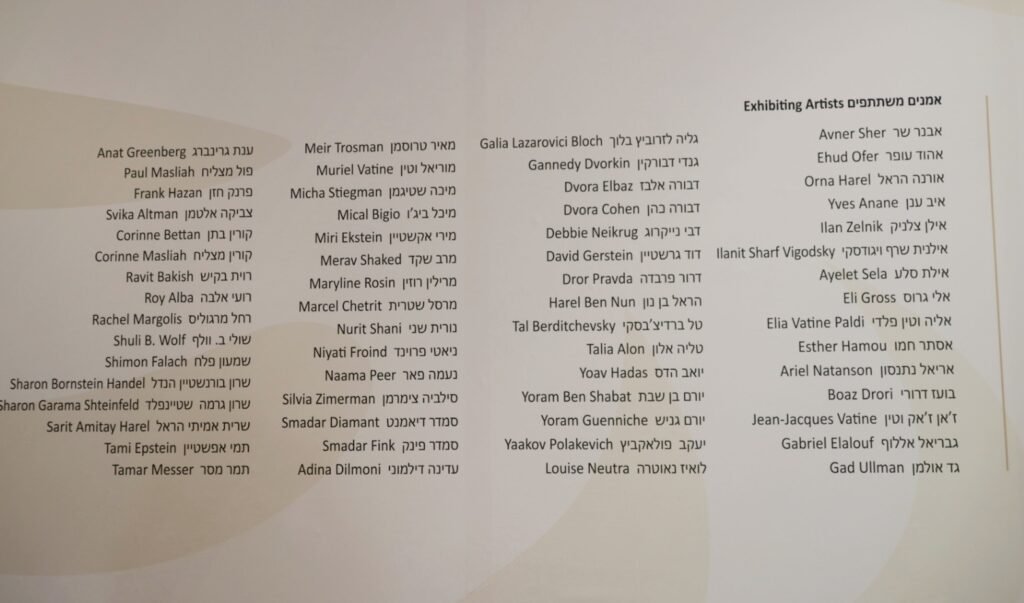 אמנים משתתפים Exhibiting Artists
אבנר שר Avner Sher
אהוד עופר Ehud Ofer
אורנה הראל Orna Harel
איב ענן Yves Anane
אילן צלניק Ilan Zelnik
אילנית שרף ויגודסקי Ilanit Sharf Vigodsky
אילת סלע Ayelet Sela
אלי גרוס Eli Gross
אליה וטין פלדי Elia Vatine Paldi
אסתר חמו Esther Hamou
אריאל נתנסון Ariel Natanson
בועז דרורי Boaz Drori
ז'אן ז'אק וטין Jean-Jacques Vatine
גבריאל אללוף Gabriel Elalouf
גד אולמן Gad Ullman
גליה לזרוביץ בלוך Galia Lazarovici Bloch
גנדי דבורקין Gannedy Dvorkin
דבורה אלבז Dvora Elbaz
דבורה כהן Dvora Cohen
דבי נייקרוג Debbie Neikrug
דוד גרשטיין David Gerstein
דרור פרבדה Dror Pravda
הראל בן נון Harel Ben Nun
טל ברדיצ'בסקי Tal Berditchevsky
טליה אלון Talia Alon
יואב הדס Yoav Hadas
יורם בן שבת Yoram Ben Shabat
יורם גניש Yoram Guenniche
יעקב פולאקביץ Yaakov Polakevich
לואיז נאוטרה Louise Neutra
מאיר טרוסמן Meir Trosman
מוריאל וטין Muriel Vatine
מיכה שטיגמן Micha Stiegman
מיכל ביג'ו Mical Bigio
מירי אקשטיין Miri Ekstein
מרב שקד Merav Shaked
מרילין רוזין Maryline Rosin
מרסל שטרית Marcel Chetrit
נורית שני Nurit Shani
ניאטי פרוינד Niyati Froind
נעמה פאר Naama Peer
סילביה צימרמן Silvia Zimerman
סמדר דיאמנט Smadar Diamant
סמדר פינק Smadar Fink
עדינה דילמוני Adina Dilmoni
ענת גרינברג Anat Greenberg
פול מצליח Paul Masliah
פרנק חזן Frank Hazan
צביקה אלטמן Svika Altman
קורין בתן Corinne Bettan
קורין מצליח Corinne Masliah
רוית בקיש Ravit Bakish
רועי אלבה Roy Alba
רחל מרגוליס Rachel Margolis
שולי ב. וולף Shuli B. Wolf
שמעון פלח Shimon Falach
שרון בורנשטיין הנדל Sharon Bornstein Handel
שרון גרמה שטיינפלד Sharon Garama Shteinfeld
שרית אמיתי הראל Sarit Amitay Harel
תמי אפשטיין Tami Epstein
תמר מסר Tamar Messer